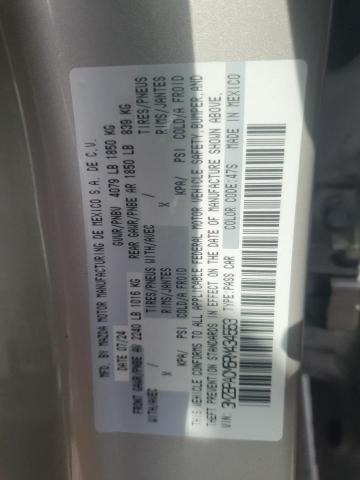 MFD. BY MAZDA MOTOR MANUFACTURING DE MEXICO S.A. DE C.V.
DATE 07/24 GVWR/PNBV 4079 LB 1850 KG
FRONT GAWR/PNBE AV 2240 LB 1016 KG REAR GAWR/PNBE AR 1850 LB 839 KG
WITH/AVEC TIRES/PNEUS WITH/AVEC TIRES/PNEUS
X RIMS/JANTES X RIMS/JANTES
KPA/ PSI COLD/A FROID KPA/ PSI COLD/A FROID
THIS VEHICLE CONFORMS TO ALL APPLICABLE FEDERAL MOTOR VEHICLE SAFETY, BUMPER, AND
THEFT PREVENTION STANDARDS IN EFFECT ON THE DATE OF MANUFACTURE SHOWN ABOVE.
VIN: TYPE:PASS CAR COLOR CODE:47S MADE IN MEXICO